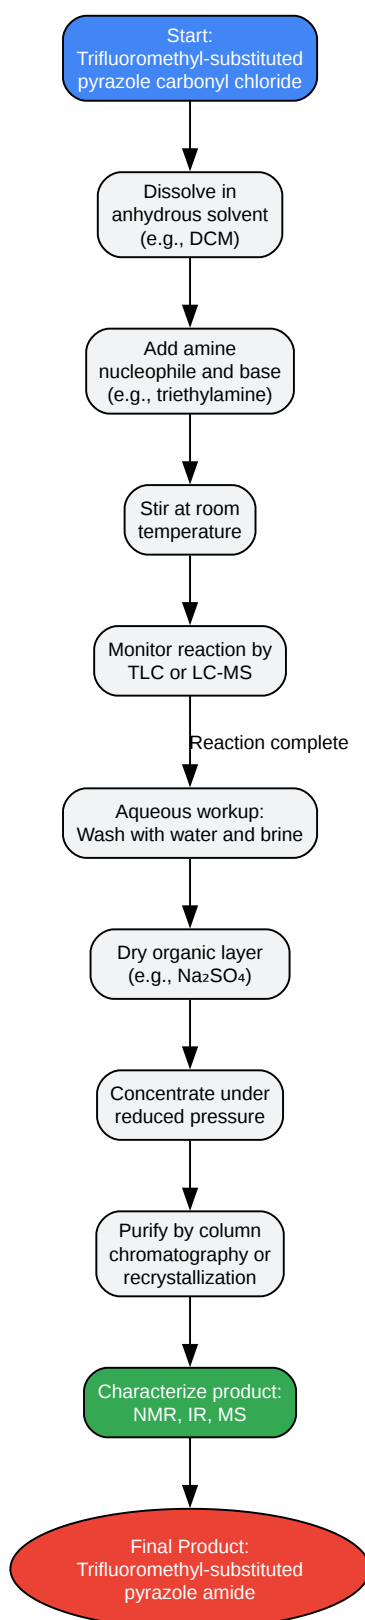 Start:
Trifluoromethyl-substituted
pyrazole carbonyl chloride
Dissolve in
anhydrous solvent
(e.g., DCM)
Add amine
nucleophile and base
(e.g., triethylamine)
Stir at room
temperature
Monitor reaction by
TLC or LC-MS
Reaction complete
Aqueous workup:
Wash with water and brine
Dry organic layer
(e.g., Na₂SO₄)
Concentrate under
reduced pressure
Purify by column
chromatography or
recrystallization
Characterize product:
NMR, IR, MS
Final Product:
Trifluoromethyl-substituted
pyrazole amide